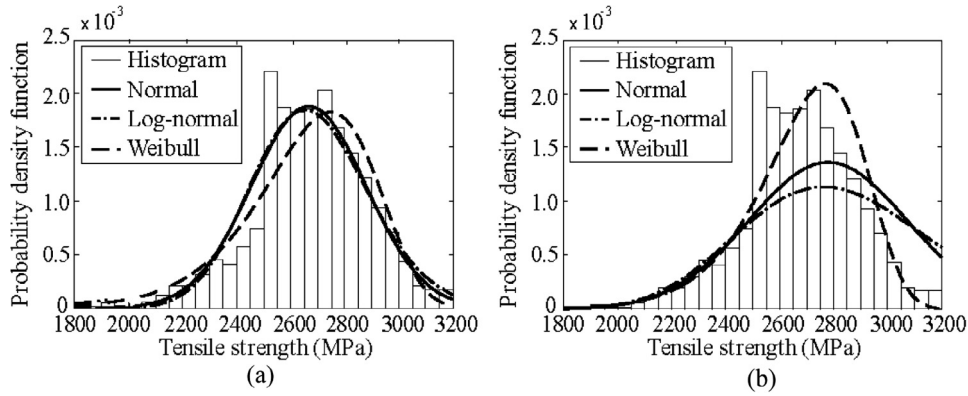 ×10⁻³
2.5
2.0
1.5
1.0
0.5
0
Probability density function
Histogram
Normal
Log-normal
Weibull
1800 2000 2200 2400 2600 2800 3000 3200
Tensile strength (MPa)
(a)
×10⁻³
2.5
2.0
1.5
1.0
0.5
0
Probability density function
Histogram
Normal
Log-normal
Weibull
1800 2000 2200 2400 2600 2800 3000 3200
Tensile strength (MPa)
(b)